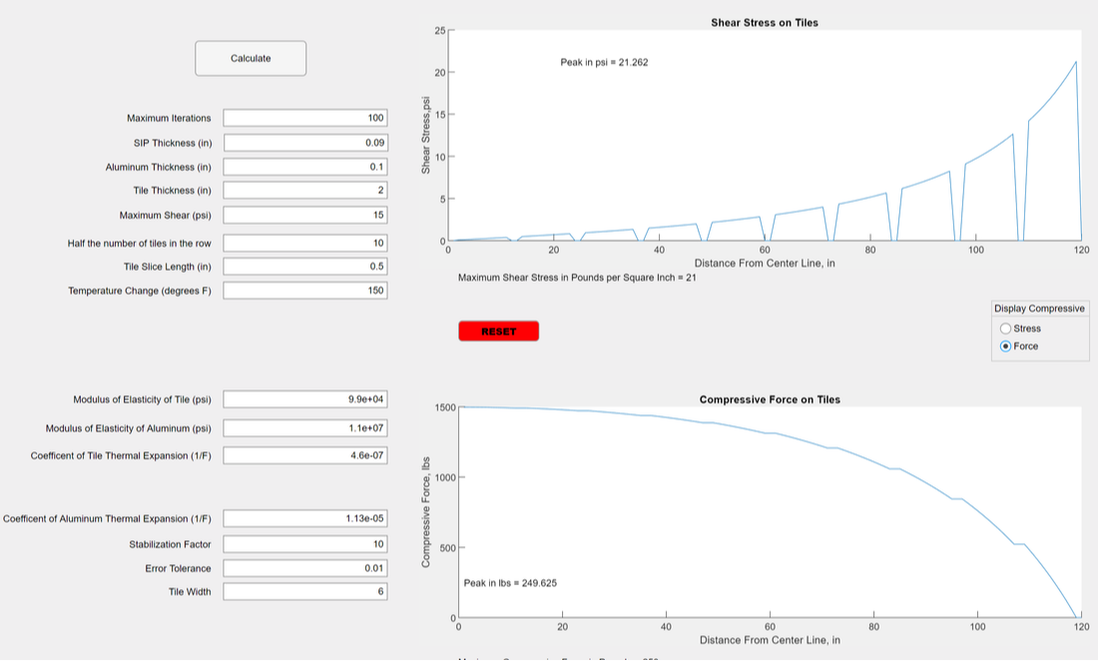 Calculate
Maximum Iterations 100
SIP Thickness (in) 0.09
Aluminum Thickness (in) 0.1
Tile Thickness (in) 2
Maximum Shear (psi) 15
Half the number of tiles in the row 10
Tile Slice Length (in) 0.5
Temperature Change (degrees F) 150
Shear Stress on Tiles
Peak in psi = 21.262
Shear Stress,psi
25
20
15
10
5
0
0 20 40 60 80 100 120
Distance From Center Line, in
Maximum Shear Stress in Pounds per Square Inch = 21
RESET
Display Compressive
Stress
Force
Modulus of Elasticity of Tile (psi) 9.9e+04
Modulus of Elasticity of Aluminum (psi) 1.1e+07
Coefficent of Tile Thermal Expansion (1/F) 4.6e-07
Coefficent of Aluminum Thermal Expansion (1/F) 1.13e-05
Stabilization Factor 10
Error Tolerance 0.01
Tile Width 6
Compressive Force on Tiles
Compressive Force, lbs
1500
1000
500
0
Peak in lbs = 249.625
0 20 40 60 80 100 120
Distance From Center Line, in